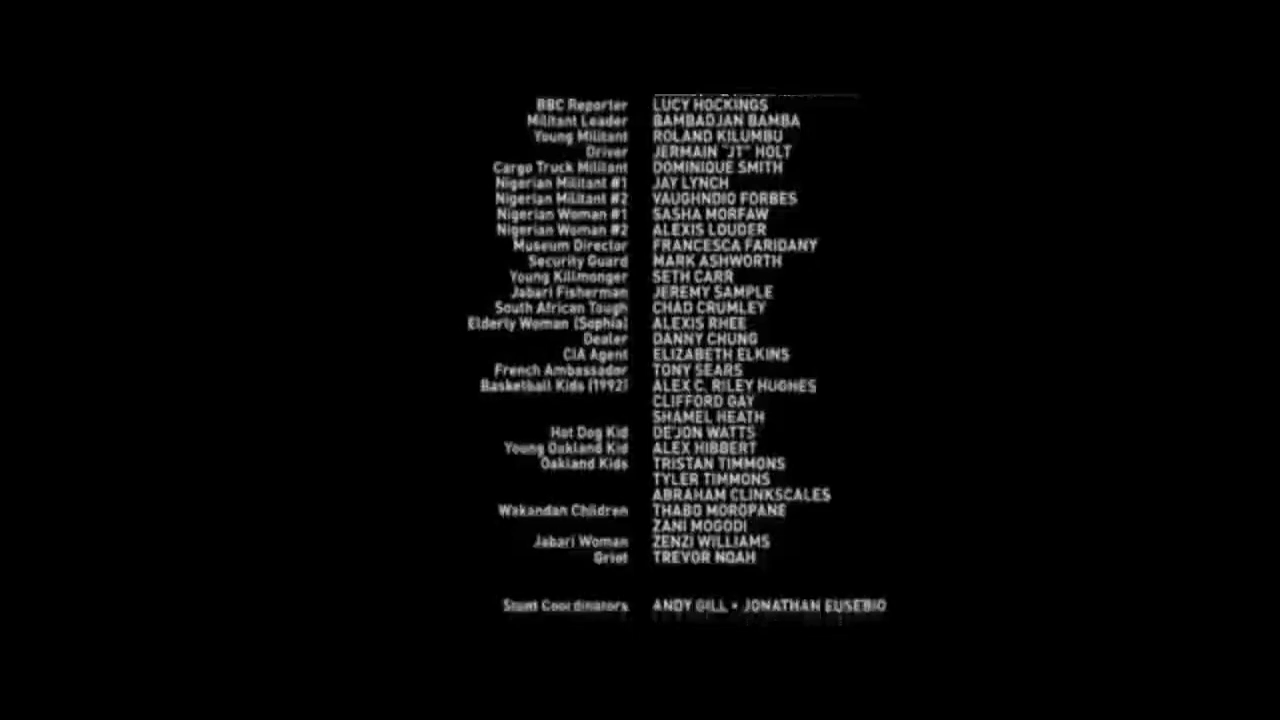 BBC Reporter LUCY HOCKINGS
Militant Leader BAMBADJAN BAMBA
Young Militant ROLAND KILUMBU
Driver JERMAIN "JT" HOLT
Cargo Truck Militant DOMINIQUE SMITH
Nigerian Militant #1 JAY LYNCH
Nigerian Militant #2 VAUGHNDIO FORBES
Nigerian Woman #1 SASHA MORFAW
Nigerian Woman #2 ALEXIS LOUDER
Museum Director FRANCESCA FARIDANY
Security Guard MARK ASHWORTH
Young Killmonger SETH CARR
Jabari Fisherman JEREMY SAMPLE
South African Tough CHAD CRUMLEY
Elderly Woman (Sophia) ALEXIS RHEE
Dealer DANNY CHUNG
CIA Agent ELIZABETH ELKINS
French Ambassador TONY SEARS
Basketball Kids (1992) ALEX C. RILEY HUGHES
CLIFFORD GAY
SHAMEL HEATH
Hot Dog Kid DE'JON WATTS
Young Oakland Kid ALEX HIBBERT
Oakland Kids TRISTAN TIMMONS
TYLER TIMMONS
ABRAHAM CLINKSCALES
Wakandan Children THABO MOROPANE
ZANI MOGODI
Jabari Woman ZENZI WILLIAMS
Griot TREVOR NOAH
Stunt Coordinators ANDY GILL • JONATHAN EUSEBIO